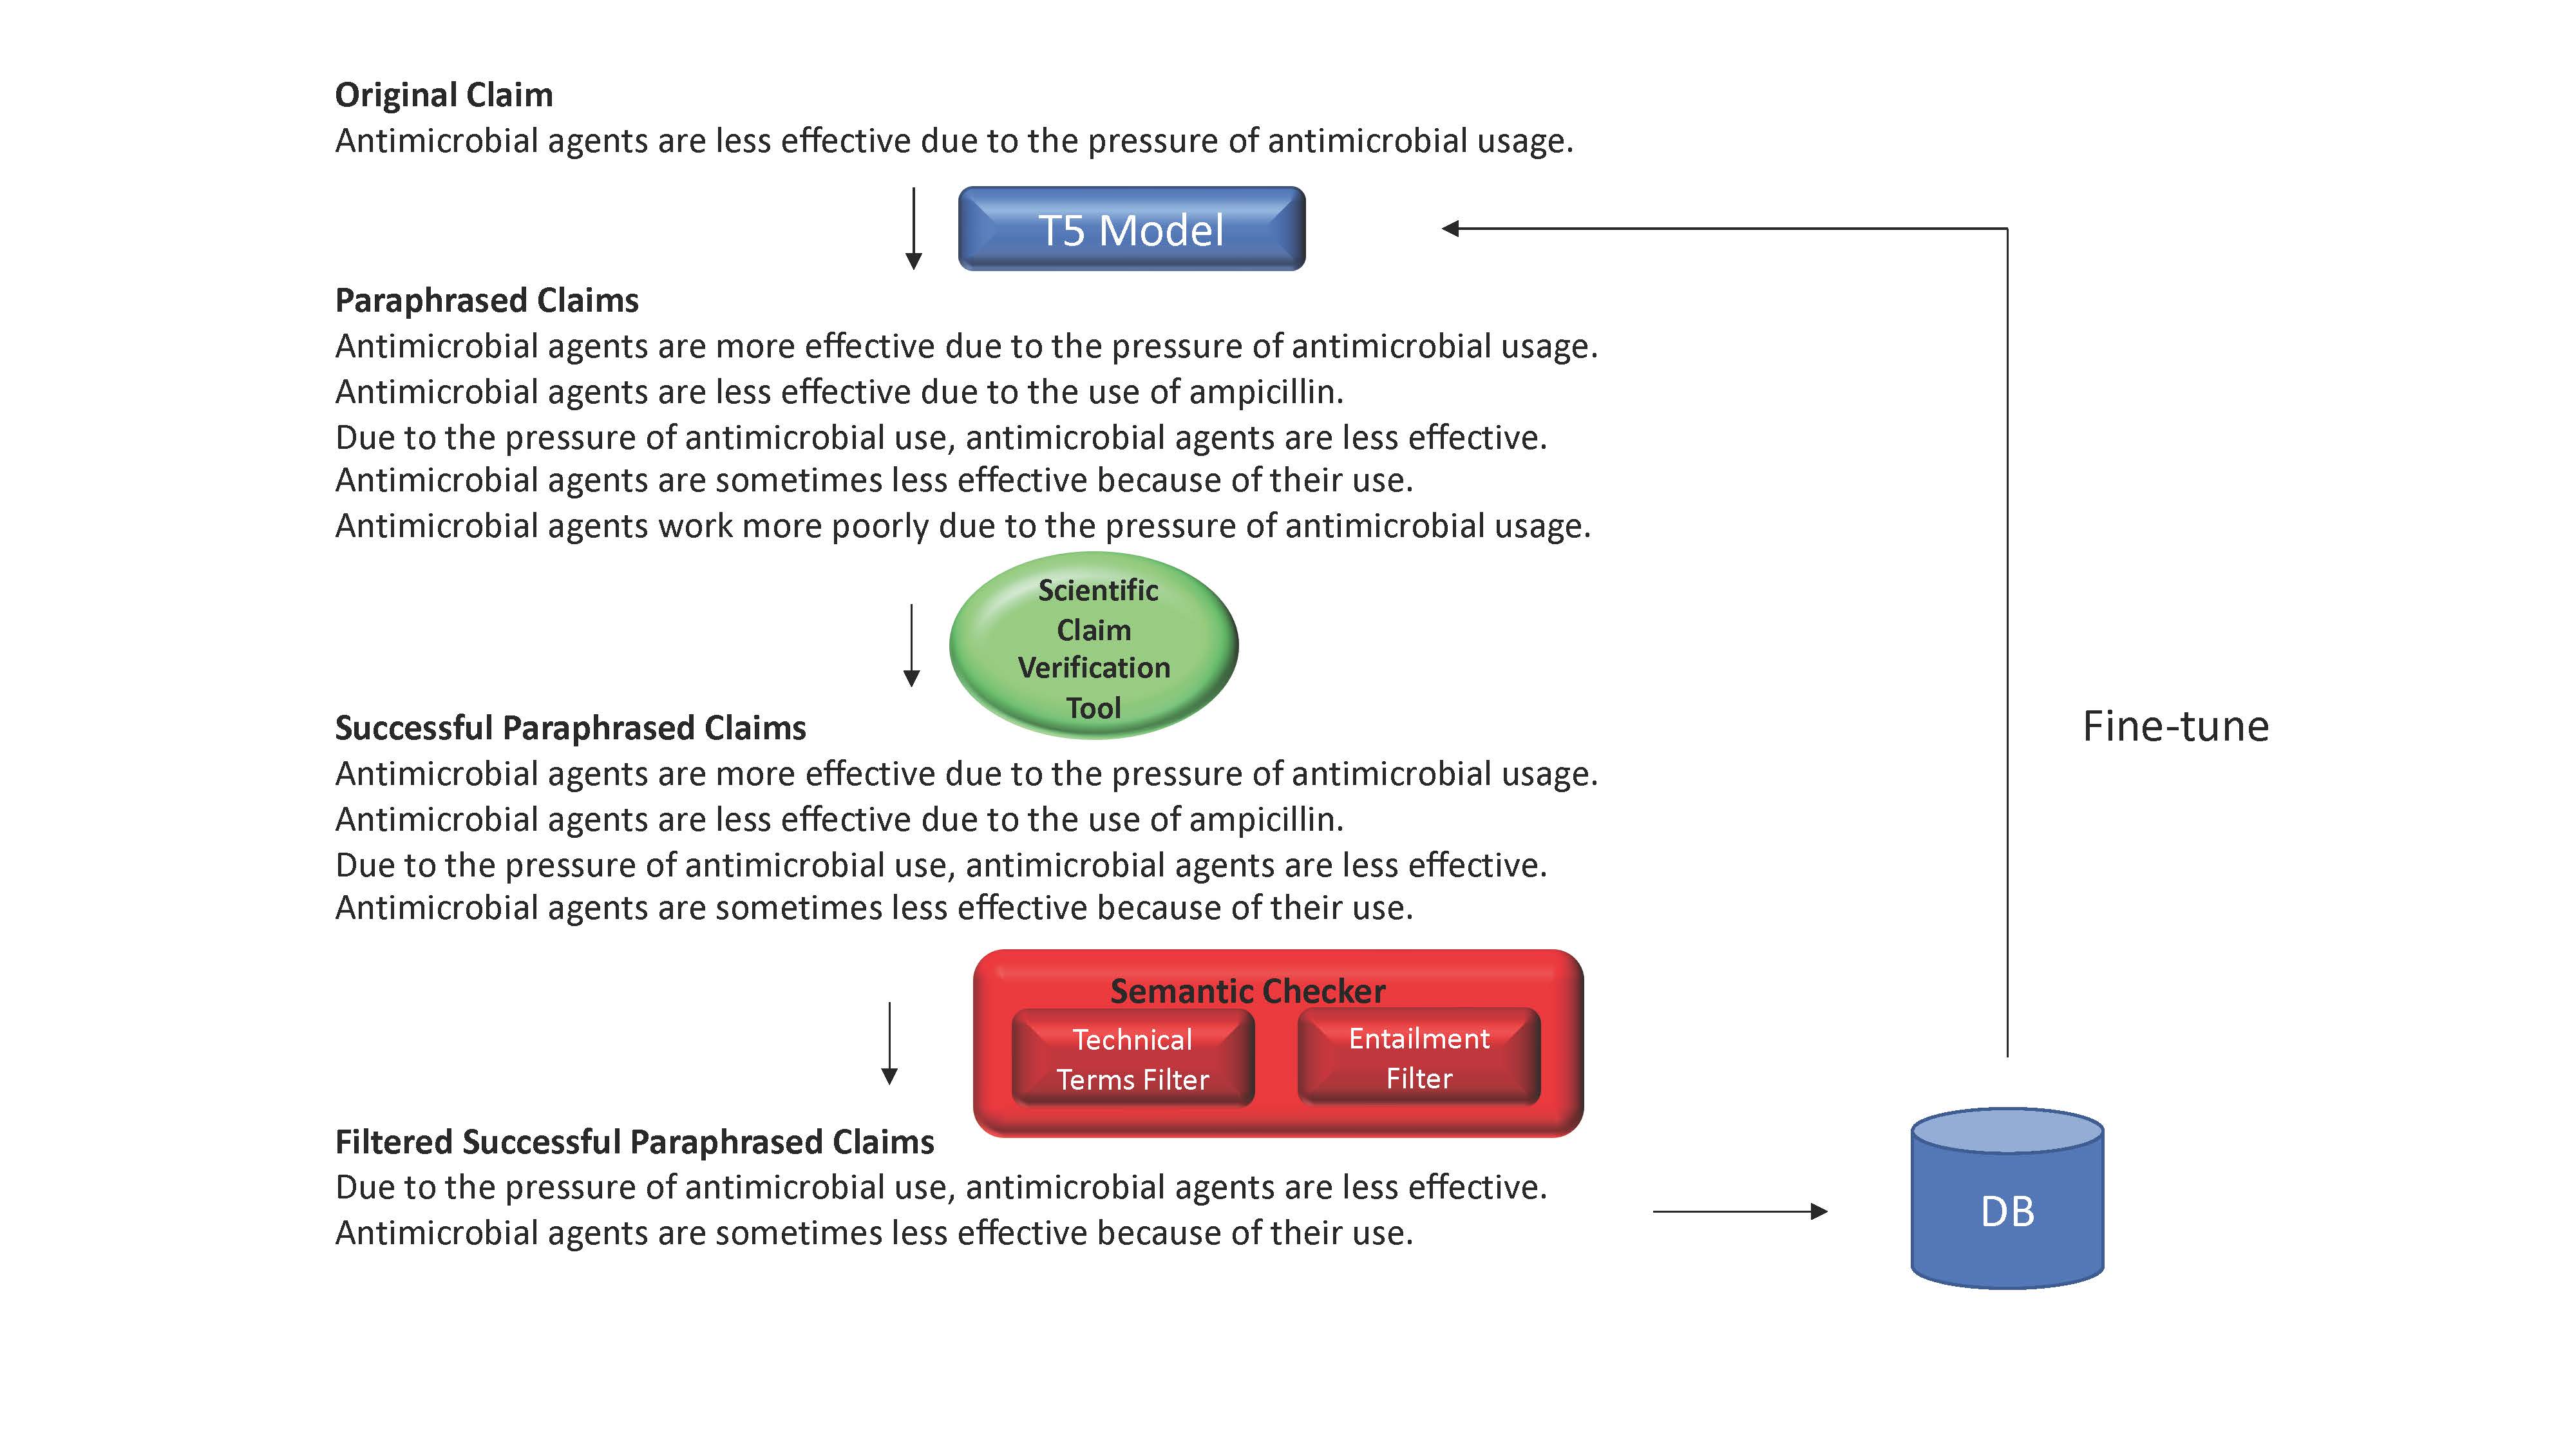 Original Claim
Antimicrobial agents are less effective due to the pressure of antimicrobial usage.
T5 Model
Paraphrased Claims
Antimicrobial agents are more effective due to the pressure of antimicrobial usage.
Antimicrobial agents are less effective due to the use of ampicillin.
Due to the pressure of antimicrobial use, antimicrobial agents are less effective.
Antimicrobial agents are sometimes less effective because of their use.
Antimicrobial agents work more poorly due to the pressure of antimicrobial usage.
Scientific
Claim
Verification
Tool
Successful Paraphrased Claims
Antimicrobial agents are more effective due to the pressure of antimicrobial usage.
Antimicrobial agents are less effective due to the use of ampicillin.
Due to the pressure of antimicrobial use, antimicrobial agents are less effective.
Antimicrobial agents are sometimes less effective because of their use.
Semantic Checker
Technical
Terms Filter
Entailment
Filter
Filtered Successful Paraphrased Claims
Due to the pressure of antimicrobial use, antimicrobial agents are less effective.
Antimicrobial agents are sometimes less effective because of their use.
DB
Fine-tune